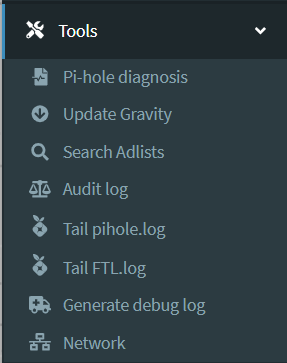 Tools
Pi-hole diagnosis
Update Gravity
Search Adlists
Audit log
Tail pihole.log
Tail FTL.log
Generate debug log
Network